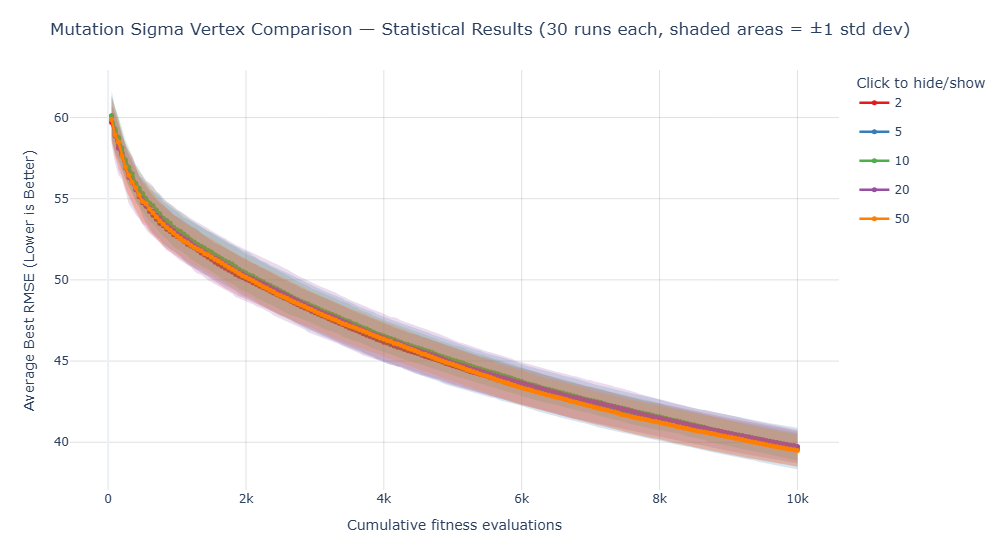 Mutation Sigma Vertex Comparison — Statistical Results (30 runs each, shaded areas = ±1 std dev)
Click to hide/show
2
5
10
20
50
Average Best RMSE (Lower is Better)
60
55
50
45
40
0
2k
4k
6k
8k
10k
Cumulative fitness evaluations